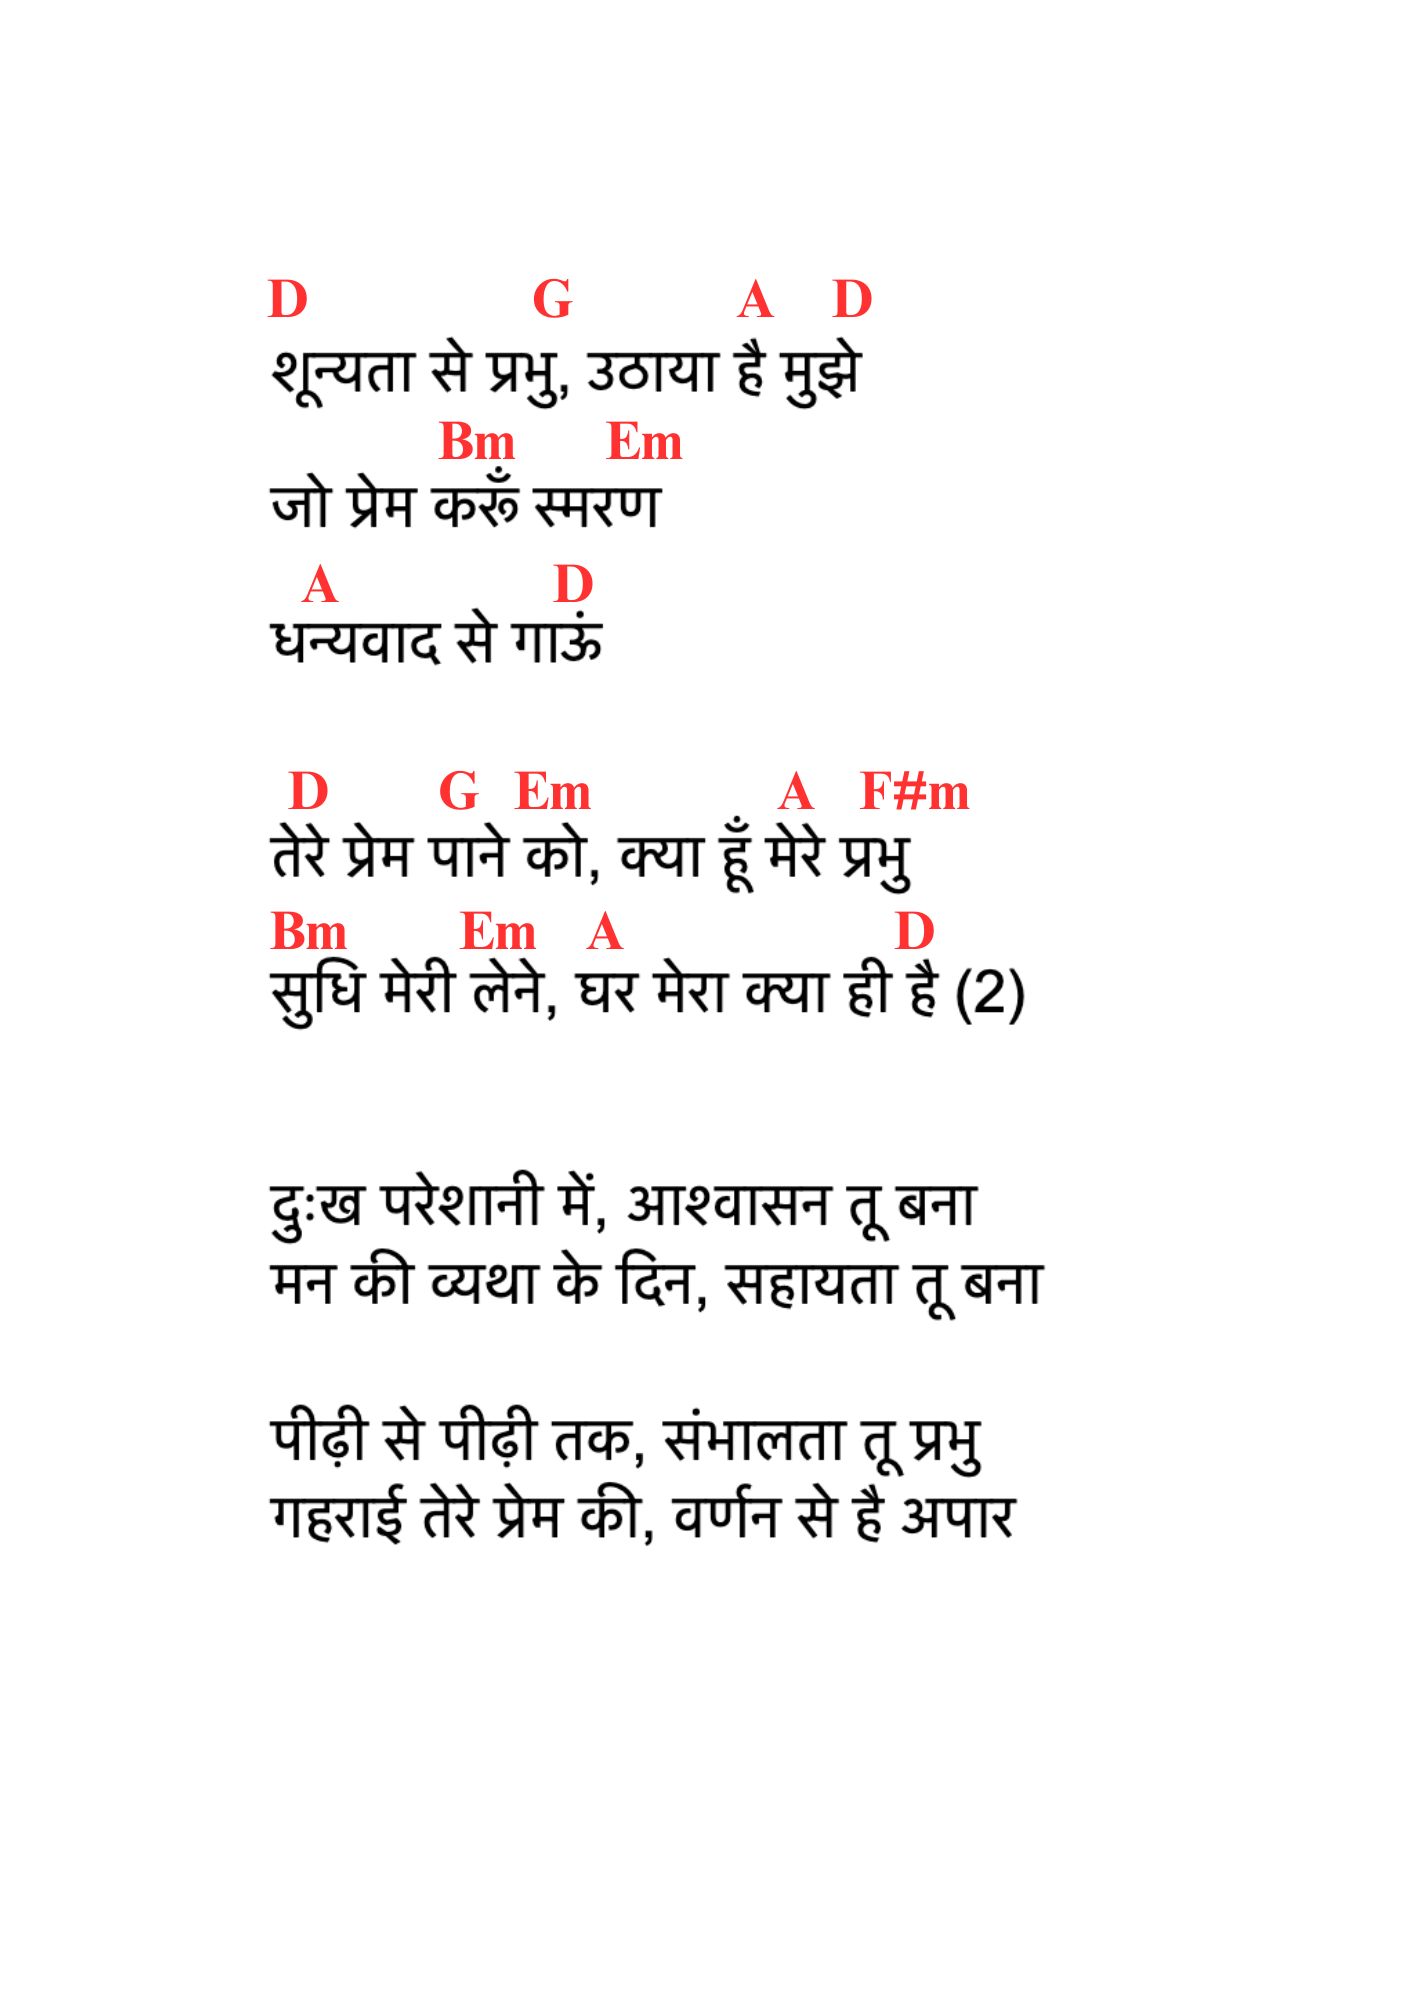 D G A D
शून्यता से प्रभु, उठाया है मुझे
Bm Em
जो प्रेम करूँ स्मरण
A D
धन्यवाद से गाऊं
D G Em A F#m
तेरे प्रेम पाने को, क्या हूँ मेरे प्रभु
Bm Em A D
सुधि मेरी लेने, घर मेरा क्या ही है (2)
दुःख परेशानी में, आश्वासन तू बना
मन की व्यथा के दिन, सहायता तू बना
पीढ़ी से पीढ़ी तक, संभालता तू प्रभु
गहराई तेरे प्रेम की, वर्णन से है अपार